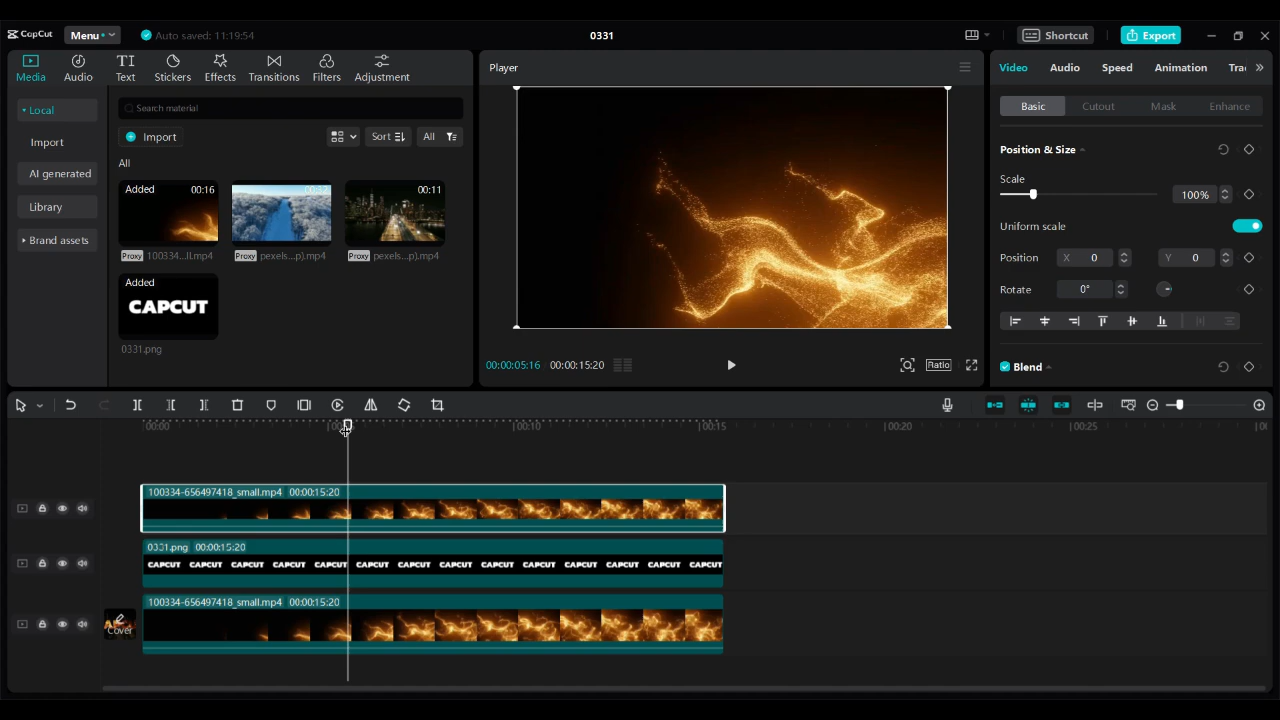 CapCut Menu Auto saved: 11:19:54 0331 Shortcut Export
Media Audio Text Stickers Effects Transitions Filters Adjustment
Player
Video Audio Speed Animation Trac
Local
Import
AI generated
Library
Brand assets
Search material
Import Sort All
All
Added 00:16
00:11
Proxy 100334...ll.mp4
Proxy pexels...p).mp4
Proxy pexels...p).mp4
Added
CAPCUT
0331.png
00:00:05:16 00:00:15:20 Ratio
Basic Cutout Mask Enhance
Position & Size
Scale
100%
Uniform scale
Position X 0 Y 0
Rotate 0°
Blend
00:00 00:10 00:15 00:20 00:25
100334-656497418_small.mp4 00:00:15:20
0331.png 00:00:15:20
CAPCUT CAPCUT CAPCUT CAPCUT CAPCUT CAPCUT CAPCUT CAPCUT CAPCUT CAPCUT CAPCUT CAPCUT CAPCUT CAPCUT
100334-656497418_small.mp4 00:00:15:20
Cover